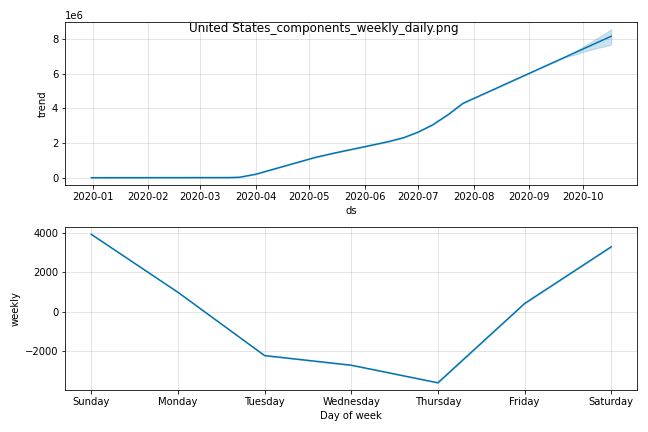 1e6
United States_components_weekly_daily.png
8
6
4
2
0
trend
2020-01 2020-02 2020-03 2020-04 2020-05 2020-06 2020-07 2020-08 2020-09 2020-10
ds
4000
2000
0
−2000
weekly
Sunday Monday Tuesday Wednesday Thursday Friday Saturday
Day of week